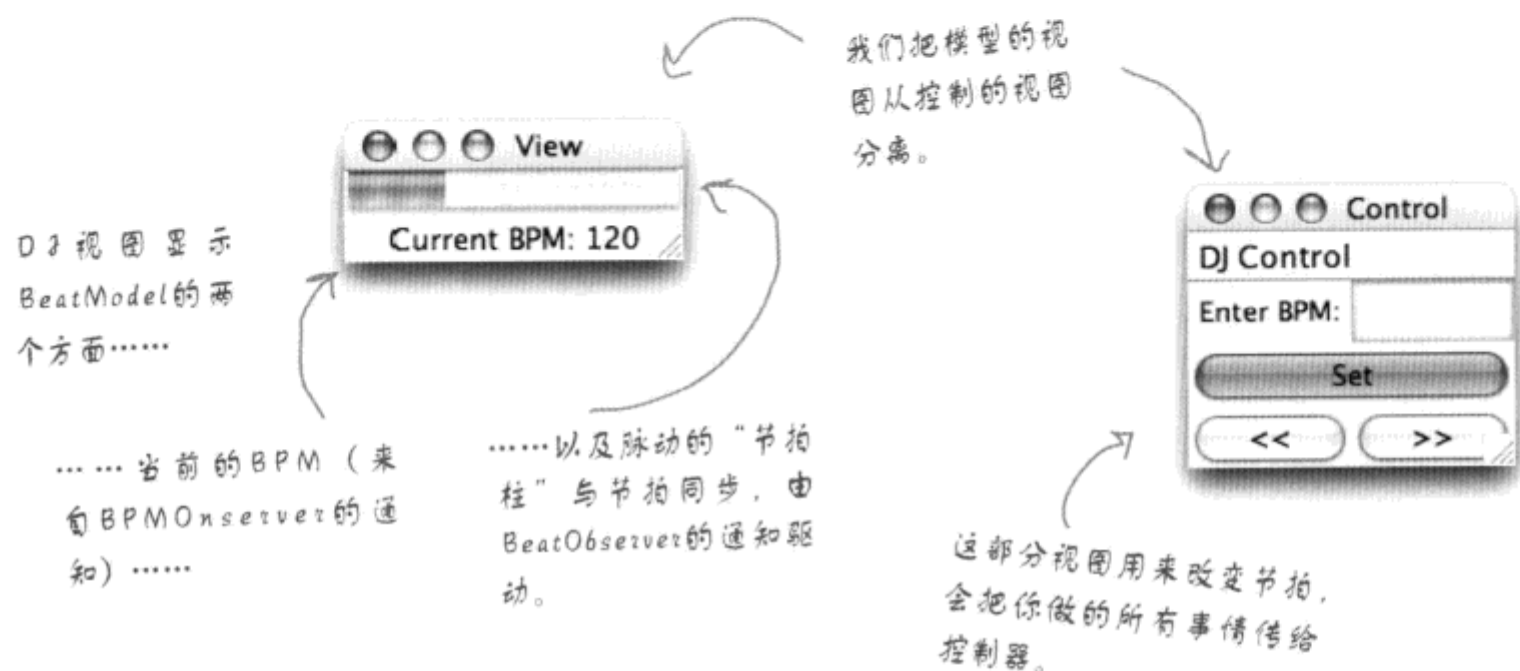 我们把模型的视
图从控制的视图
分离。
View
Current BPM: 120
DJ视图显示
BeatModel的两
个方面……
……当前的BPM（来
自BPMOnserver的通
知）……
……以及脉动的“节拍
柱”与节拍同步，由
BeatObserver的通知驱
动。
Control
DJ Control
Enter BPM:
Set
<<
>>
这部分视图用来改变节拍，
会把你做的所有事情传给
控制器。